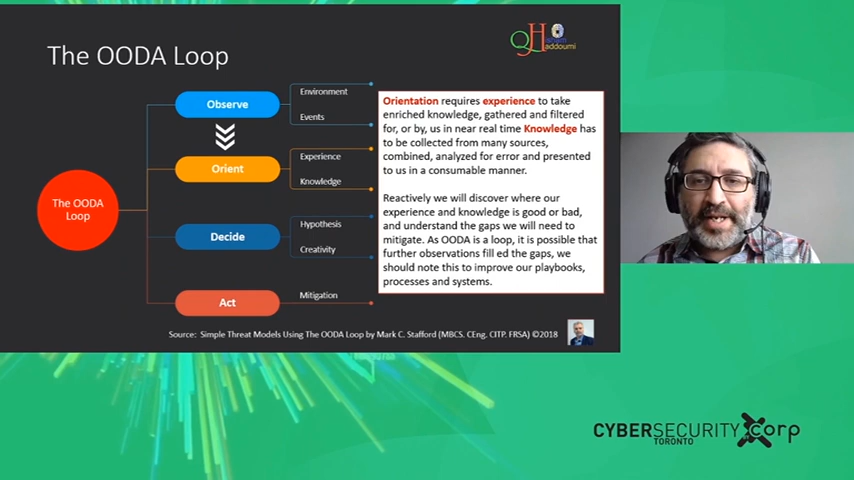 The OODA Loop
QHaddoumi
Hisham
Observe
Environment
Events
Orient
Experience
Knowledge
The OODA
Loop
Decide
Hypothesis
Creativity
Act
Mitigation
Orientation requires experience to take
enriched knowledge, gathered and filtered
for, or by, us in near real time Knowledge has
to be collected from many sources,
combined, analyzed for error and presented
to us in a consumable manner.
Reactively we will discover where our
experience and knowledge is good or bad,
and understand the gaps we will need to
mitigate. As OODA is a loop, it is possible that
further observations fill ed the gaps, we
should note this to improve our playbooks,
processes and systems.
Source: Simple Threat Models Using The OODA Loop by Mark C. Stafford (MBCS. CEng. CITP. FRSA) ©2018
CYBERSECURITY Corp
TORONTO